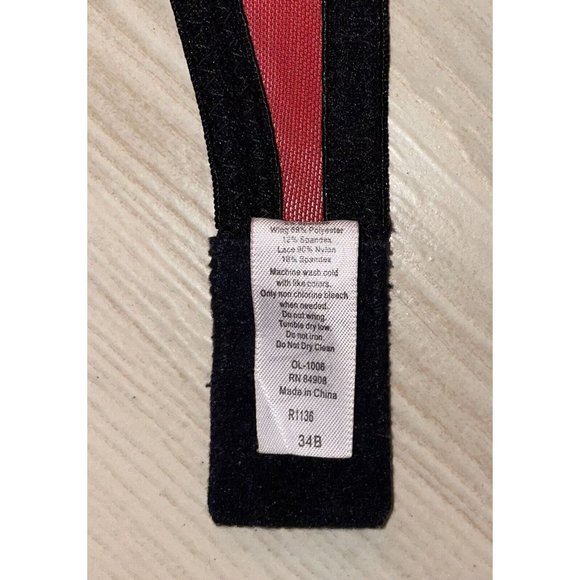 Wing 88% Polyester
12% Spandex
Lace 90% Nylon
10% Spandex
Machine wash cold
with like colors.
Only non chlorine bleach
when needed.
Do not wring.
Tumble dry low.
Do not iron.
Do Not Dry Clean
OL-1006
RN 84908
Made in China
R1136
34B